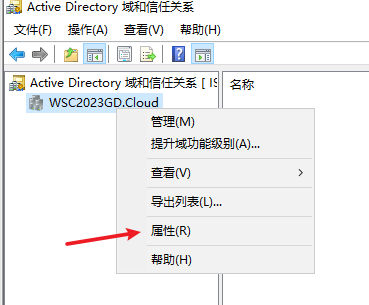 Active Directory 域和信任关系
文件(F) 操作(A) 查看(V) 帮助(H)
Active Directory 域和信任关系 [ IS
名称
WSC2023GD.Cloud
管理(M)
提升域功能级别(A)...
查看(V)
导出列表(L)...
属性(R)
帮助(H)